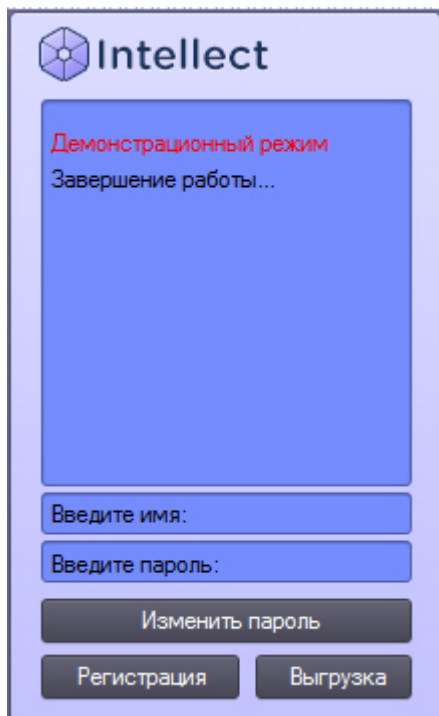 Intellect
Демонстрационный режим
Завершение работы...
Введите имя:
Введите пароль:
Изменить пароль
Регистрация Выгрузка